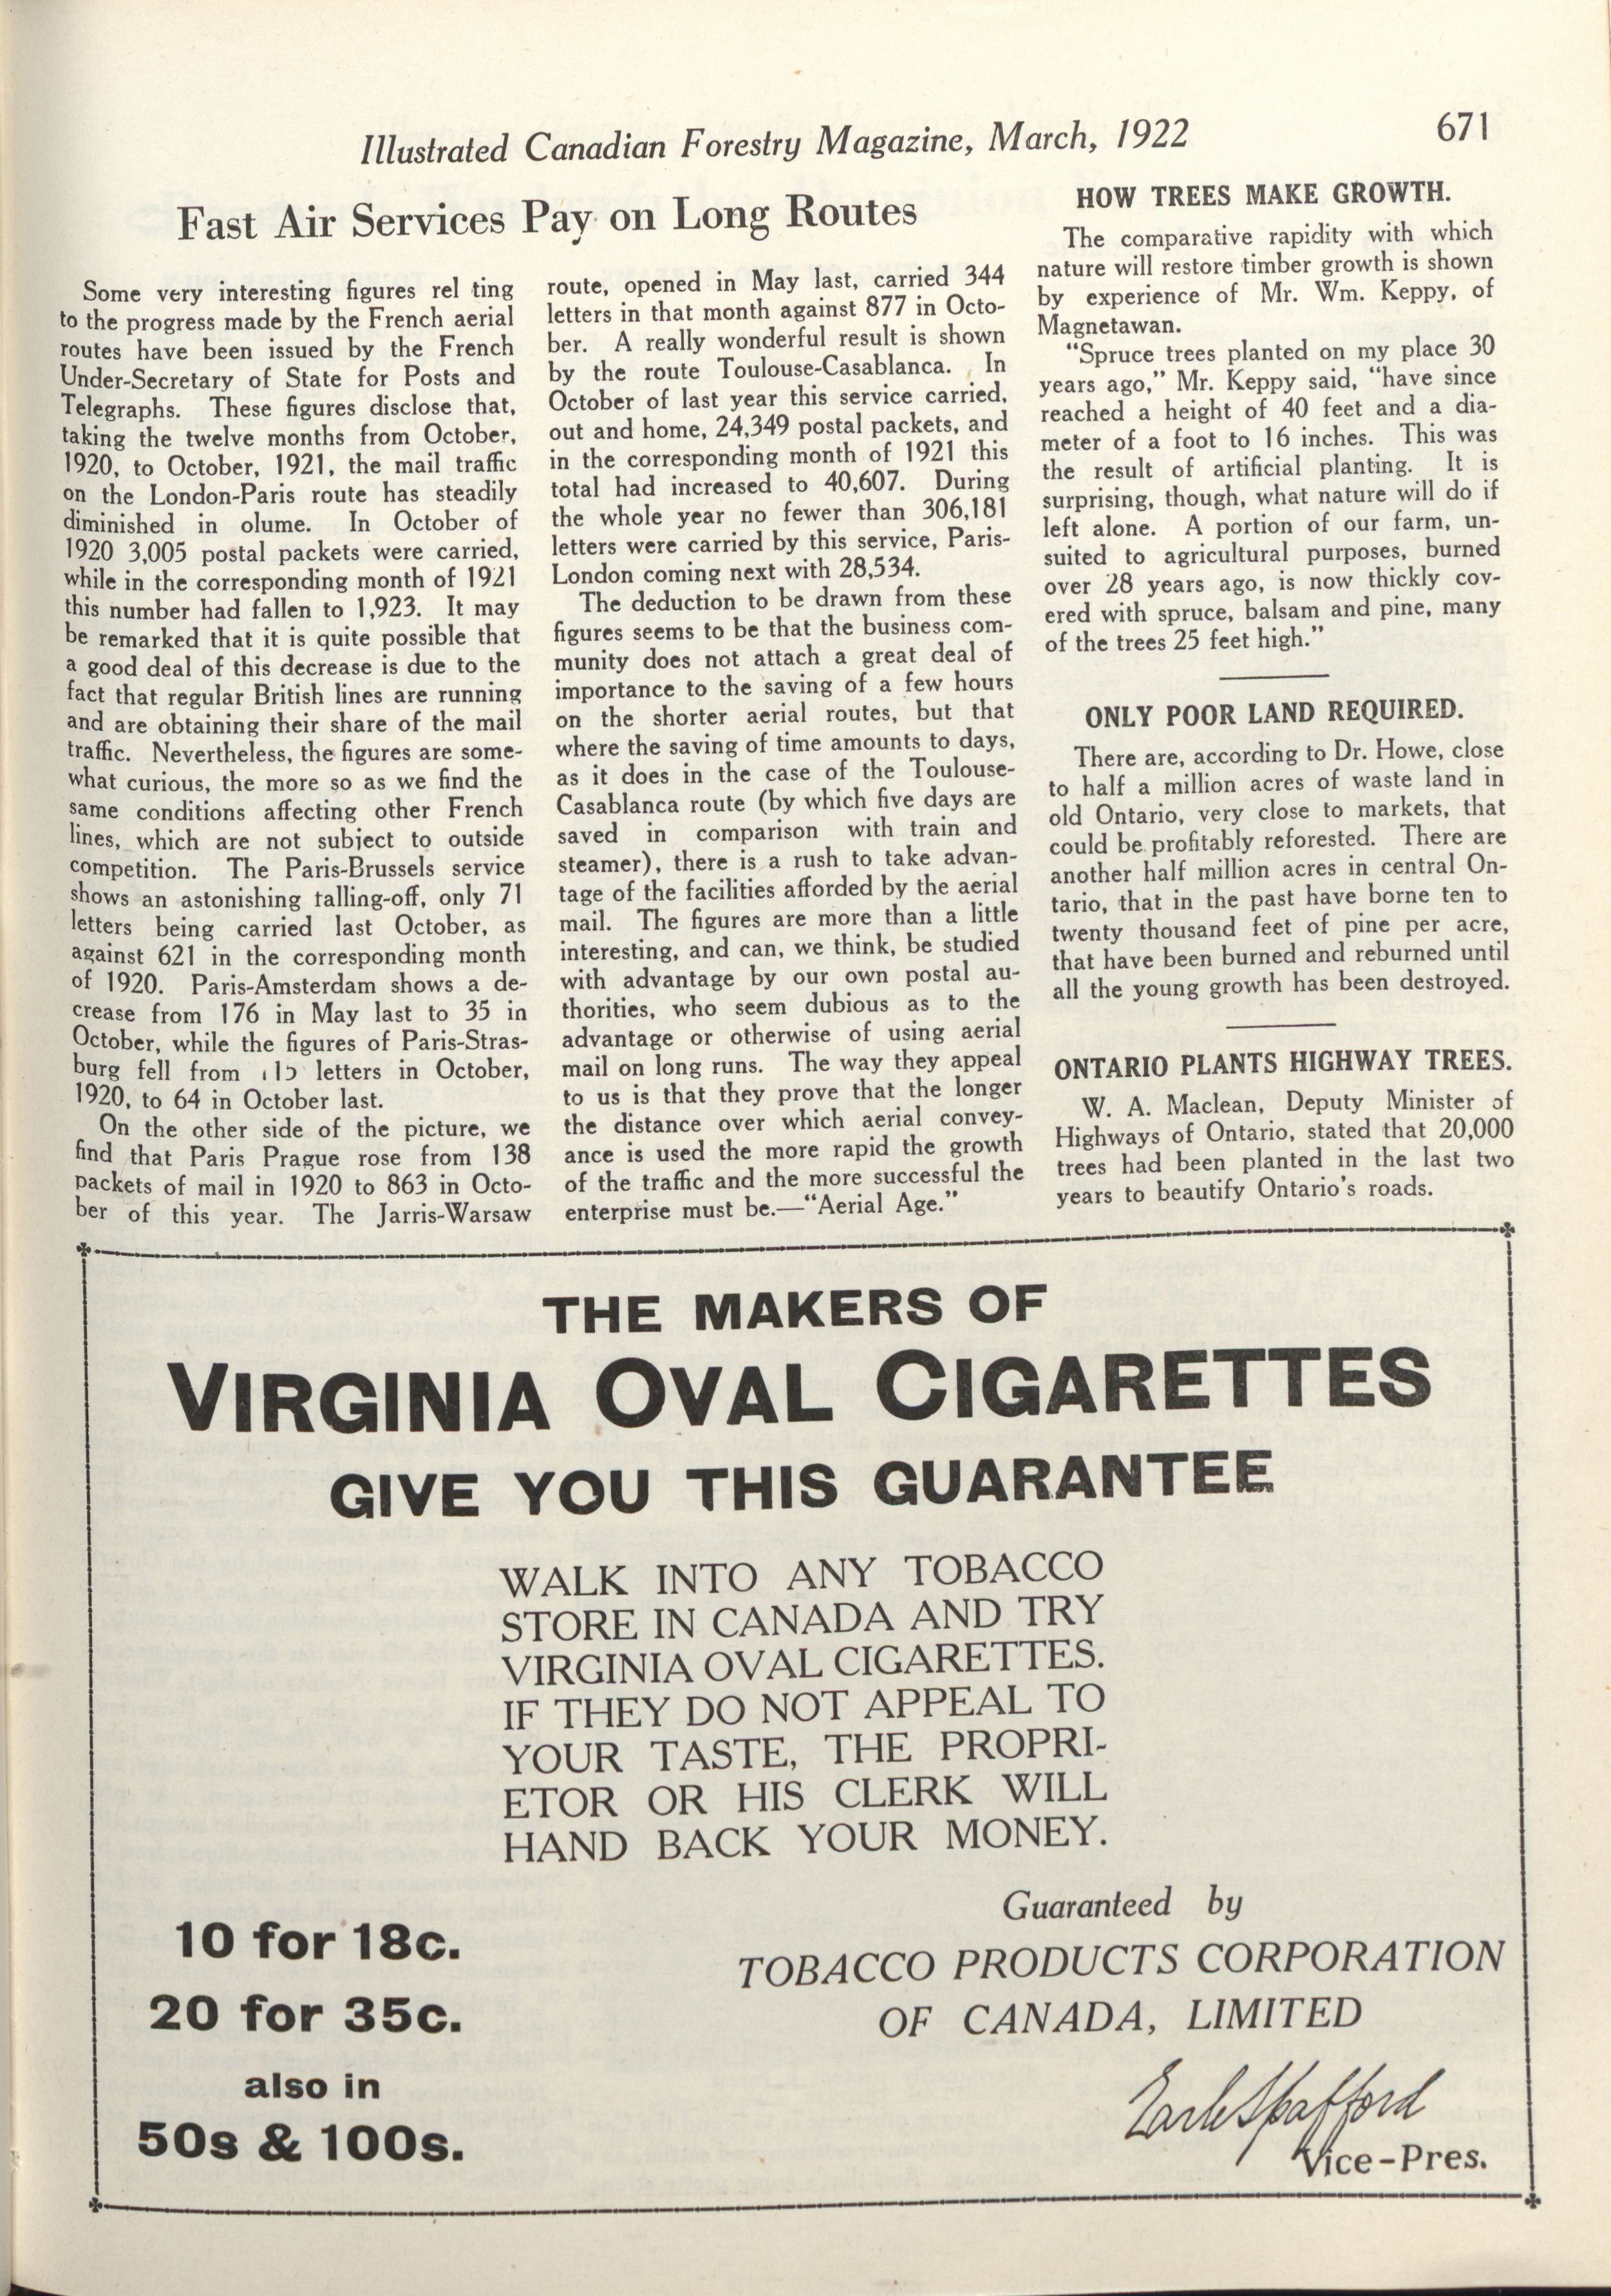 Illustrated Canadian Forestry Magazine, March, 1922
671
Fast Air Services Pay on Long Routes
Some very interesting figures rel ting
to the progress made by the French aerial
routes have been issued by the French
Under-Secretary of State for Posts and
Telegraphs. These figures disclose that,
taking the twelve months from October,
1920, to October, 1921, the mail traffic
on the London-Paris route has steadily
diminished in olume. In October of
1920 3,005 postal packets were carried,
while in the corresponding month of 1921
this number had fallen to 1,923. It may
be remarked that it is quite possible that
a good deal of this decrease is due to the
fact that regular British lines are running
and are obtaining their share of the mail
traffic. Nevertheless, the figures are some-
what curious, the more so as we find the
same conditions affecting other French
lines, which are not subject to outside
competition. The Paris-Brussels service
shows an astonishing falling-off, only 71
letters being carried last October, as
against 621 in the corresponding month
of 1920. Paris-Amsterdam shows a de-
crease from 176 in May last to 35 in
October, while the figures of Paris-Stras-
burg fell from letters in October,
1920, to 64 in October last.
On the other side of the picture, we
find that Paris Prague rose from 138
packets of mail in 1920 to 863 in Octo-
ber of this year. The Jarris-Warsaw
route, opened in May last, carried 344
letters in that month against 877 in Octo-
ber. A really wonderful result is shown
by the route Toulouse-Casablanca. In
October of last year this service carried,
out and home, 24,349 postal packets, and
in the corresponding month of 1921 this
total had increased to 40,607. During
the whole year no fewer than 306,181
letters were carried by this service, Paris-
London coming next with 28,534.
The deduction to be drawn from these
figures seems to be that the business com-
munity does not attach a great deal of
importance to the saving of a few hours
on the shorter aerial routes, but that
where the saving of time amounts to days,
as it does in the case of the Toulouse-
Casablanca route (by which five days are
saved in comparison with train and
steamer), there is a rush to take advan-
tage of the facilities afforded by the aerial
mail. The figures are more than a little
interesting, and can, we think, be studied
with advantage by our own postal au-
thorities, who seem dubious as to the
advantage or otherwise of using aerial
mail on long runs. The way they appeal
to us is that they prove that the longer
the distance over which aerial convey-
ance is used the more rapid the growth
of the traffic and the more successful the
enterprise must be.—"Aerial Age."
HOW TREES MAKE GROWTH.
The comparative rapidity with which
nature will restore timber growth is shown
by experience of Mr. Wm. Keppy, of
Magnetawan.
"Spruce trees planted on my place 30
years ago," Mr. Keppy said, "have since
reached a height of 40 feet and a dia-
meter of a foot to 16 inches. This was
the result of artificial planting. It is
surprising, though, what nature will do if
left alone. A portion of our farm, un-
suited to agricultural purposes, burned
over 28 years ago, is now thickly cov-
ered with spruce, balsam and pine, many
of the trees 25 feet high."
ONLY POOR LAND REQUIRED.
There are, according to Dr. Howe, close
to half a million acres of waste land in
old Ontario, very close to markets, that
could be profitably reforested. There are
another half million acres in central On-
tario, that in the past have borne ten to
twenty thousand feet of pine per acre,
that have been burned and reburned until
all the young growth has been destroyed.
ONTARIO PLANTS HIGHWAY TREES.
W. A. Maclean, Deputy Minister of
Highways of Ontario, stated that 20,000
trees had been planted in the last two
years to beautify Ontario's roads.
THE MAKERS OF
VIRGINIA OVAL CIGARETTES
GIVE YOU THIS GUARANTEE
WALK INTO ANY TOBACCO
STORE IN CANADA AND TRY
VIRGINIA OVAL CIGARETTES.
IF THEY DO NOT APPEAL TO
YOUR TASTE, THE PROPRI-
ETOR OR HIS CLERK WILL
HAND BACK YOUR MONEY.
10 for 18c.
20 for 35c.
also in
50s & 100s.
Guaranteed by
TOBACCO PRODUCTS CORPORATION
OF CANADA, LIMITED
Earle Spafford
Vice-Pres.